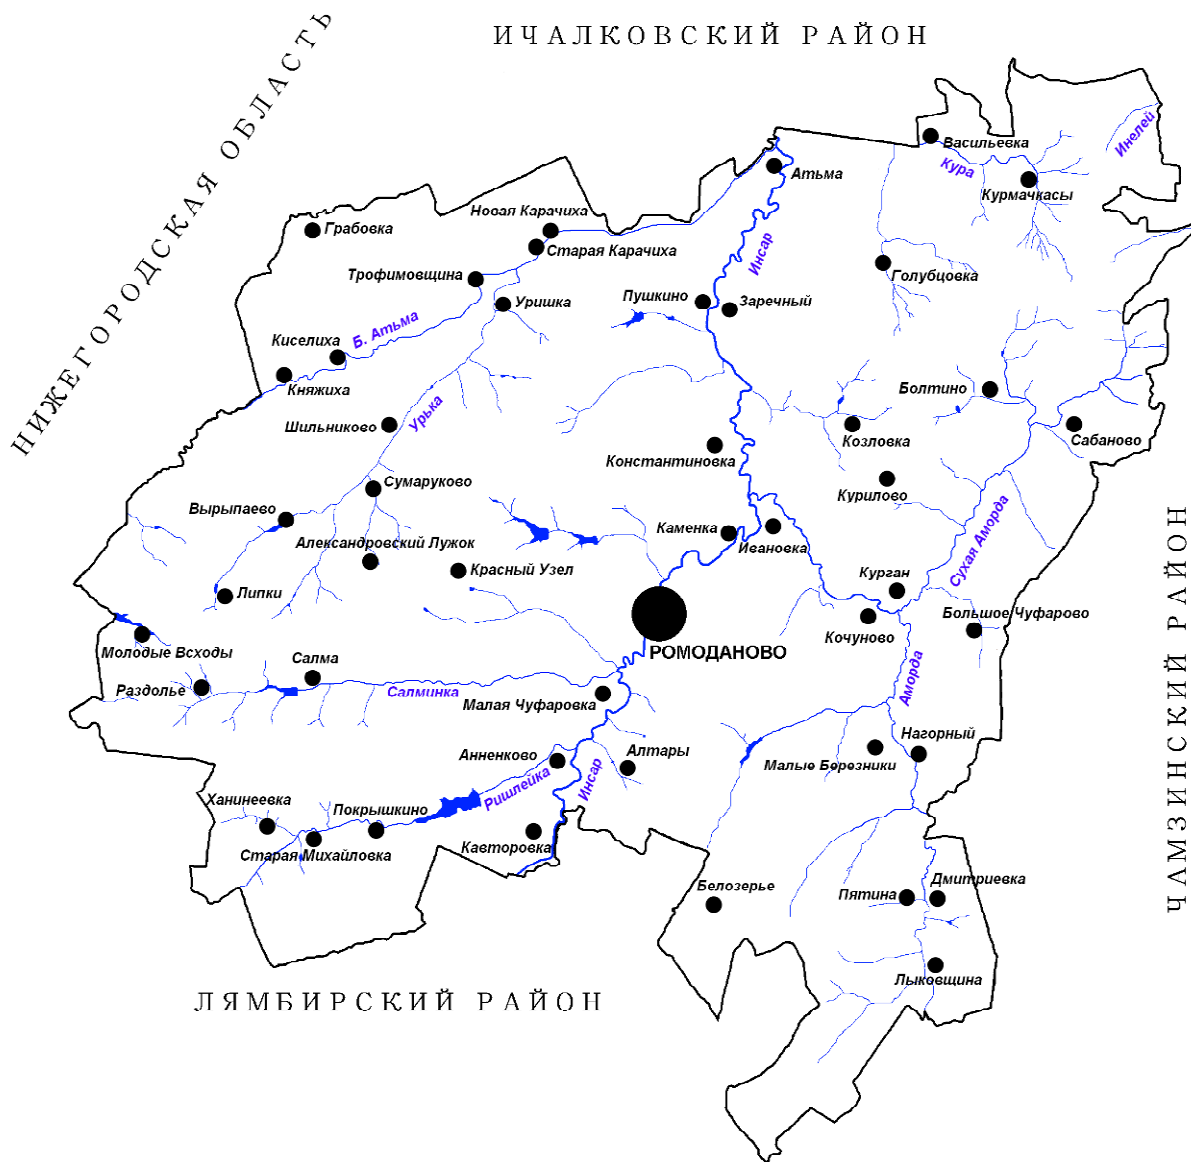 ИЧАЛКОВСКИЙ РАЙОН
НИЖЕГОРОДСКАЯ ОБЛАСТЬ
Инелей
Васильевка
Кура
Атьма
Курмачкасы
Новая Карачиха
Грабовка
Старая Карачиха
Инсар
Трофимовщина
Голубцовка
Уришка
Пушкино
Заречный
Б. Атьма
Киселиха
Княжиха
Болтино
Урька
Шильниково
Козловка
Сабаново
Константиновка
Сумаруково
Курилово
Вырыпаево
Каменка
Ивановка
Сухая Аморда
Александровский Лужок
Красный Узел
Курган
Липки
Большое Чуфарово
Кочуново
Молодые Всходы
Салма
РОМОДАНОВО
Раздолье
Салминка
Малая Чуфаровка
Аморда
Нагорный
Анненково
Алтары
Малые Березники
Ришлейка
Инсар
Ханинеевка
Покрышкино
Старая Михайловка
Кавторовка
Белозерье
Пятина
Дмитриевка
Лыковщина
ЛЯМБИРСКИЙ РАЙОН
ЧАМЗИНСКИЙ РАЙОН